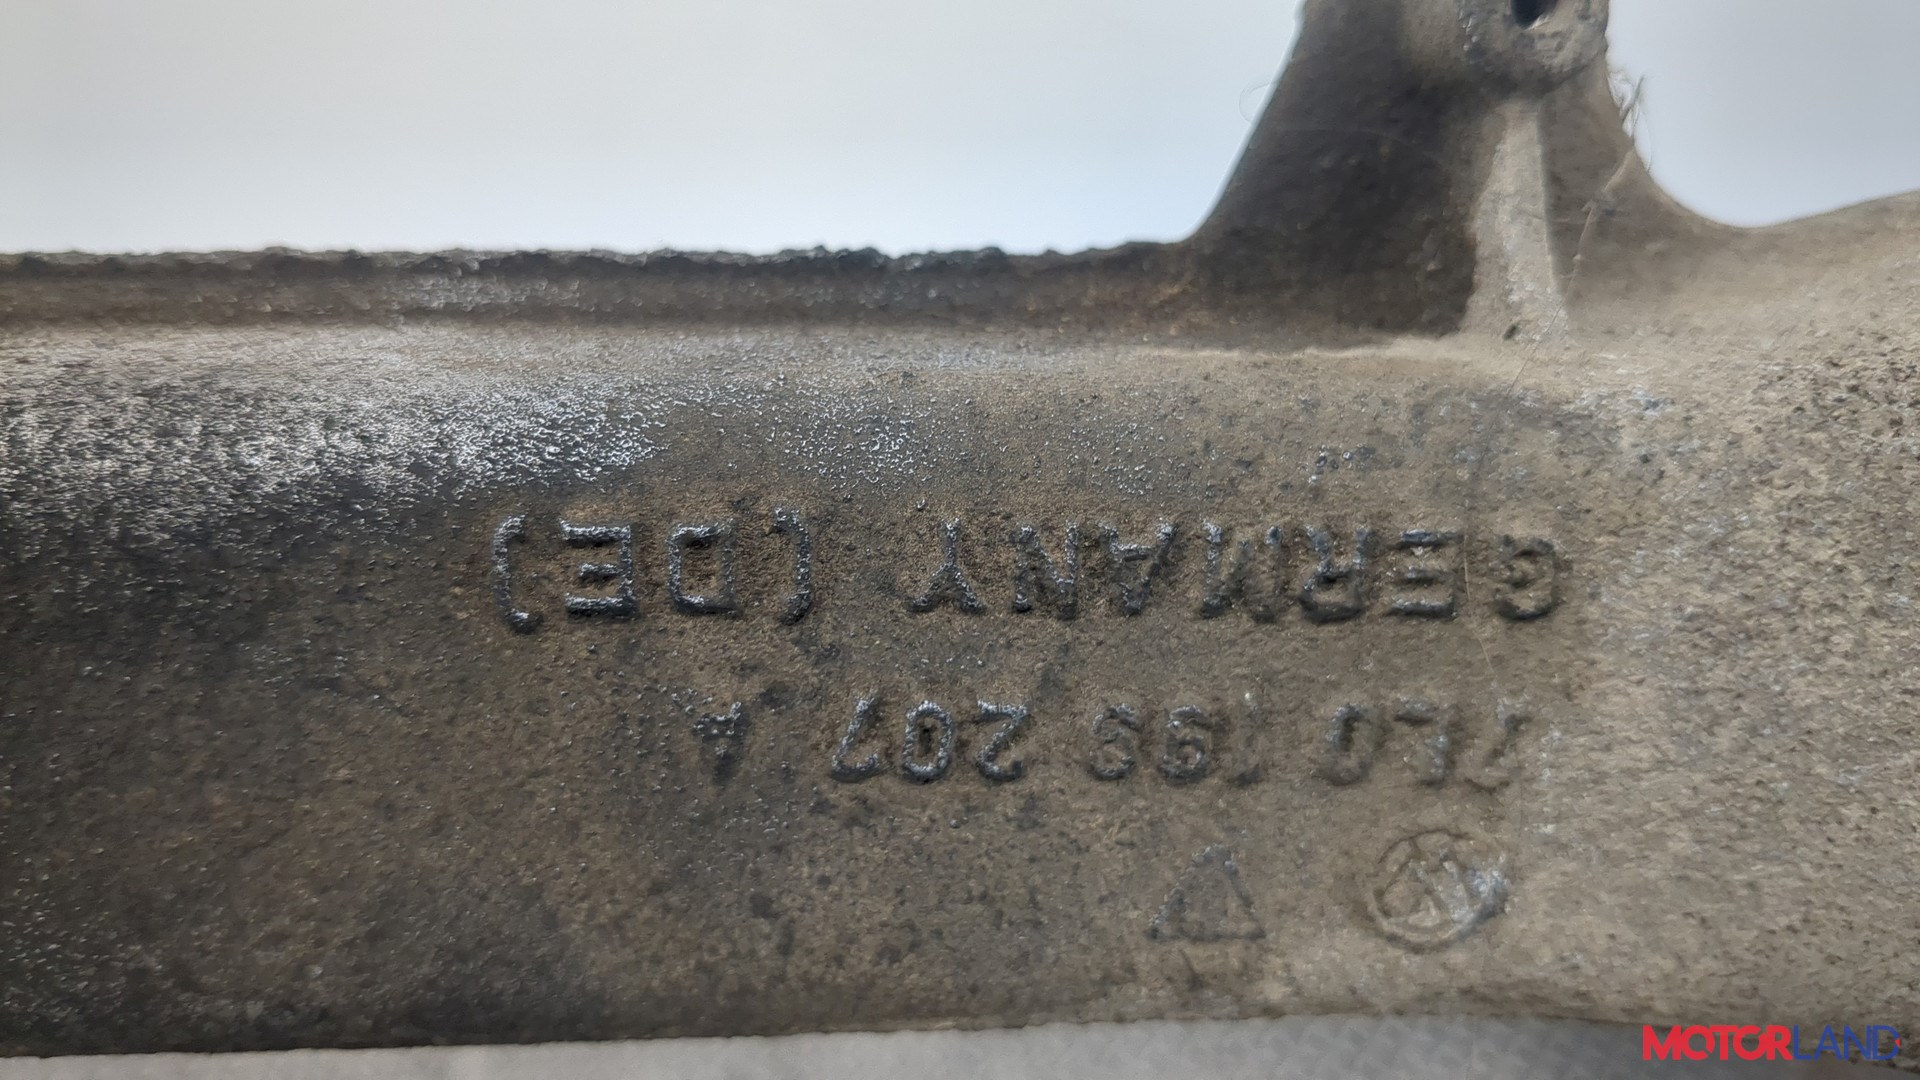 7L0 199 207 A
GERMANY (DE)
MOTORLAND